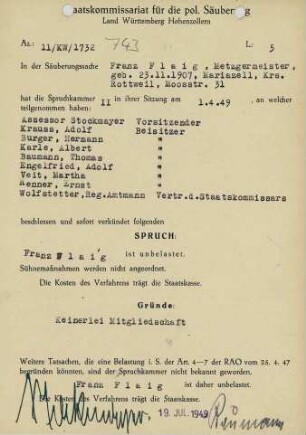 Staatskommissariat für die pol. Säuberung
Land Württemberg Hohenzollern
Az.: 11/KW/1732 743 L: 5
In der Säuberungssache Franz Flaig, Metzgermeister,
geb. 23.11.1907, Mariazell, Krs.
Rottweil, Moosstr. 31
hat die Spruchkammer II in ihrer Sitzung am 1.4.49, an welcher
teilgenommen haben:
Assessor Stockmayer Vorsitzender
Krauss, Adolf Beisitzer
Burger, Hermann "
Karle, Albert "
Baumann, Thomas "
Engelfried, Adolf "
Veit, Martha "
Renner, Ernst "
Wolfstetter, Reg.Amtmann Vertr.d.Staatskommissars
beschlossen und sofort verkündet folgenden
SPRUCH:
Franz Flaig ist unbelastet.
Sühnemaßnahmen werden nicht angeordnet.
Die Kosten des Verfahrens trägt die Staatskasse.
Gründe:
Keinerlei Mitgliedschaft
Weitere Tatsachen, die eine Belastung i. S. der Art. 4-7 der RAO vom 25. 4. 47
begründen könnten, sind der Spruchkammer nicht bekannt geworden.
Franz Flaig ist daher unbelastet.
Die Kosten des Verfahrens trägt die Staatskasse.
19. JUL. 1949